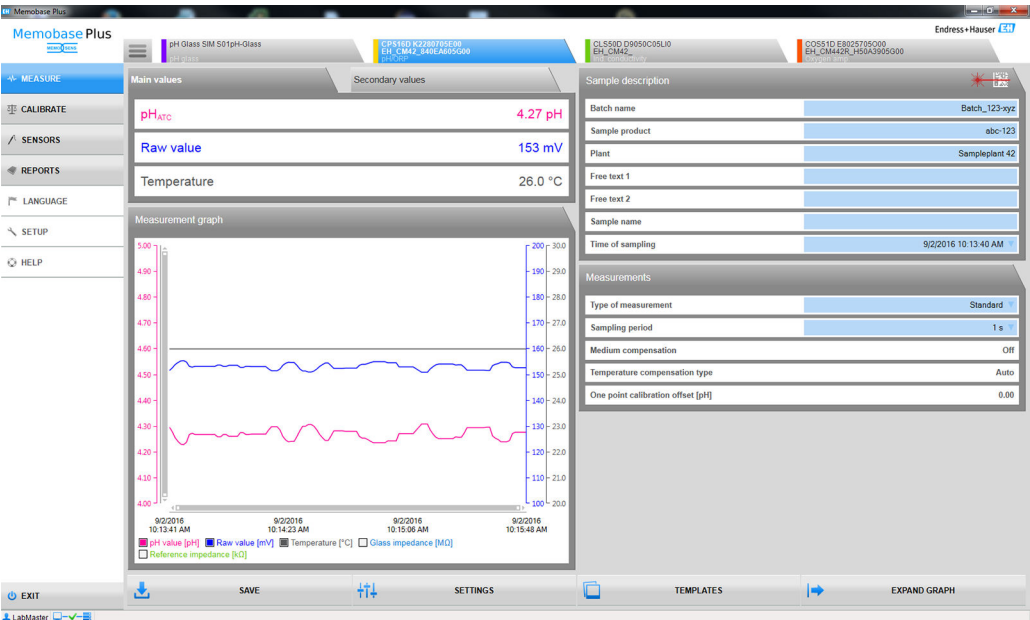 Memobase Plus
Memobase Plus
MEMO SENS
Endress+Hauser EH
pH Glass SIM S01pH-Glass
pH glass
CPS16D K2280705E00
EH_CM42_840EA605G00
pH/ORP
CLS50D D9050C05LI0
EH_CM42_
Ind. conductivity
COS51D E8025705O00
EH_CM442R_H50A3905G00
Oxygen amp.
MEASURE
CALIBRATE
SENSORS
REPORTS
LANGUAGE
SETUP
HELP
EXIT
Main values
Secondary values
pHATC 4.27 pH
Raw value 153 mV
Temperature 26.0 °C
Measurement graph
5.00 200 30.0
4.90 190 29.0
4.80 180 28.0
4.70 170 27.0
4.60 160 26.0
4.50 150 25.0
4.40 140 24.0
4.30 130 23.0
4.20 120 22.0
4.10 110 21.0
4.00 100 20.0
9/2/2016 9/2/2016 9/2/2016 9/2/2016
10:13:41 AM 10:14:23 AM 10:15:06 AM 10:15:48 AM
pH value [pH] Raw value [mV] Temperature [°C] Glass impedance [MΩ]
Reference impedance [kΩ]
Sample description
Batch name Batch_123-xyz
Sample product abc-123
Plant Sampleplant 42
Free text 1
Free text 2
Sample name
Time of sampling 9/2/2016 10:13:40 AM
Measurements
Type of measurement Standard
Sampling period 1 s
Medium compensation Off
Temperature compensation type Auto
One point calibration offset [pH] 0.00
SAVE SETTINGS TEMPLATES EXPAND GRAPH
LabMaster